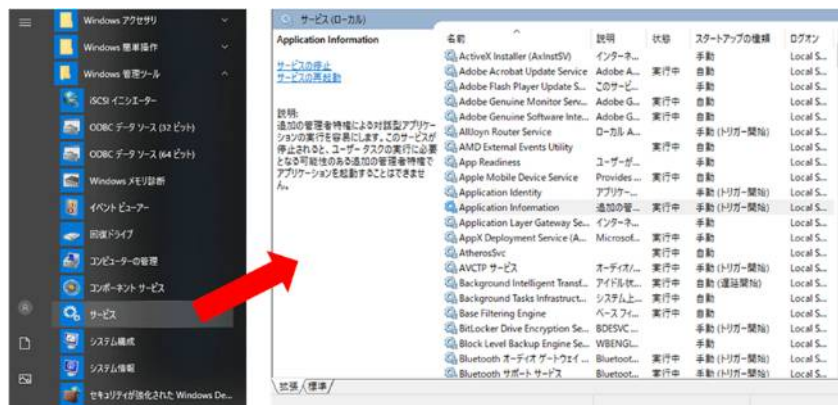 Windows アクセサリ
Windows 簡単操作
Windows 管理ツール
iSCSI イニシエーター
ODBC データ ソース (32 ビット)
ODBC データ ソース (64 ビット)
Windows メモリ診断
イベント ビューアー
回復ドライブ
コンピューターの管理
コンポーネント サービス
サービス
システム構成
システム情報
セキュリティが強化された Windows De...
サービス (ローカル)
Application Information
サービスの停止
サービスの再起動
説明:
追加の管理者特権による対話型アプリケー
ションの実行を容易にします。このサービスが
停止されると、ユーザー タスクの実行に必要
となる可能性のある追加の管理者特権で
アプリケーションを起動することはできませ
ん。
名前 説明 状態 スタートアップの種類 ログオン
ActiveX Installer (AxInstSV) インターネ... 手動 Local S...
Adobe Acrobat Update Service Adobe A... 実行中 自動 Local S...
Adobe Flash Player Update S... このサービ... 手動 Local S...
Adobe Genuine Monitor Serv... Adobe G... 実行中 自動 Local S...
Adobe Genuine Software Inte... Adobe G... 実行中 自動 Local S...
AllJoyn Router Service ローカル A... 手動 (トリガー開始) Local S...
AMD External Events Utility 実行中 自動 Local S...
App Readiness ユーザーが... 手動 Local S...
Apple Mobile Device Service Provides ... 実行中 自動 Local S...
Application Identity アプリケー... 手動 (トリガー開始) Local S...
Application Information 追加の管... 実行中 手動 (トリガー開始) Local S...
Application Layer Gateway Se... インターネ... 手動 Local S...
AppX Deployment Service (A... Microsof... 実行中 手動 Local S...
AtherosSvc 実行中 自動 Local S...
AVCTP サービス オーディオ/... 実行中 手動 (トリガー開始) Local S...
Background Intelligent Transf... アイドル状... 実行中 自動 (遅延開始) Local S...
Background Tasks Infrastruct... システム上... 実行中 自動 Local S...
Base Filtering Engine ベース フィ... 実行中 自動 Local S...
BitLocker Drive Encryption Se... BDESVC ... 手動 (トリガー開始) Local S...
Block Level Backup Engine Se... WBENGI... 手動 Local S...
Bluetooth オーディオ ゲートウェイ ... Bluetoot... 実行中 手動 (トリガー開始) Local S...
Bluetooth サポート サービス Bluetoot... 実行中 手動 (トリガー開始) Local S...
拡張 標準